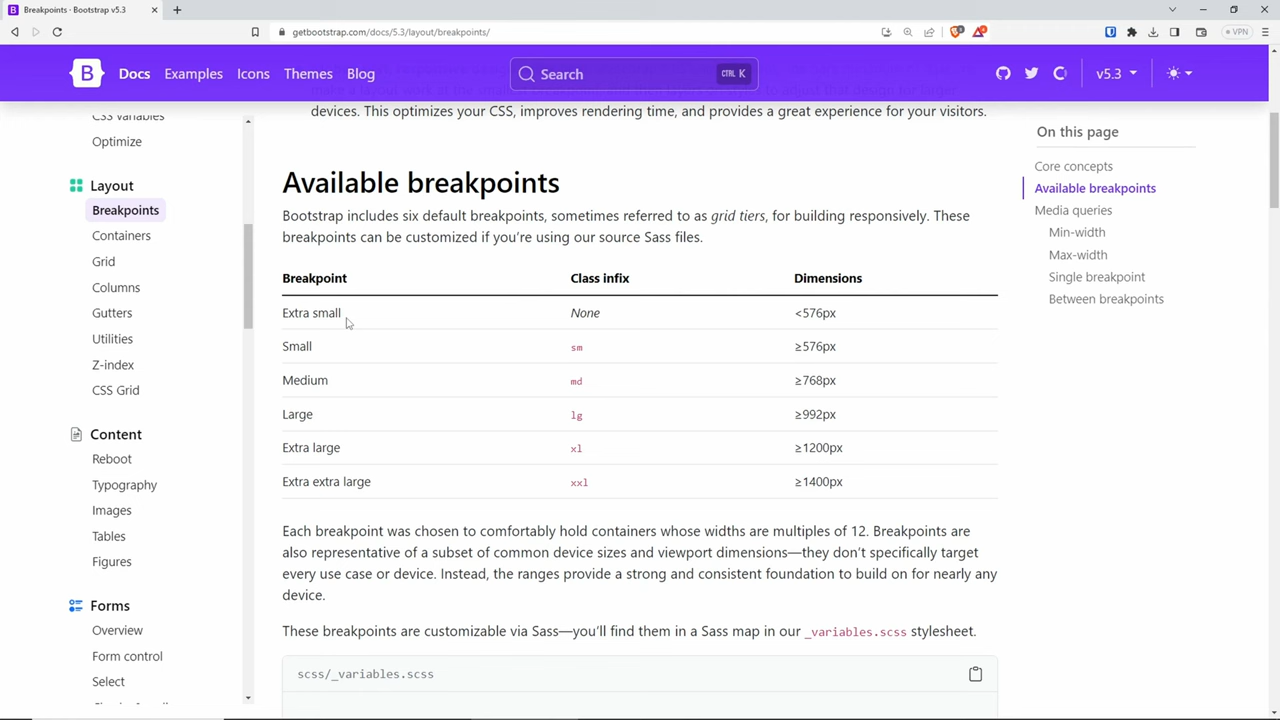 Breakpoints · Bootstrap v5.3
getbootstrap.com/docs/5.3/layout/breakpoints/
VPN
B
Docs
Examples
Icons
Themes
Blog
Search
CTRL K
v5.3
devices. This optimizes your CSS, improves rendering time, and provides a great experience for your visitors.
CSS variables
Optimize
Layout
Breakpoints
Containers
Grid
Columns
Gutters
Utilities
Z-index
CSS Grid
Content
Reboot
Typography
Images
Tables
Figures
Forms
Overview
Form control
Select
Available breakpoints
Bootstrap includes six default breakpoints, sometimes referred to as grid tiers, for building responsively. These
breakpoints can be customized if you're using our source Sass files.
Breakpoint Class infix Dimensions
Extra small None <576px
Small sm ≥576px
Medium md ≥768px
Large lg ≥992px
Extra large xl ≥1200px
Extra extra large xxl ≥1400px
Each breakpoint was chosen to comfortably hold containers whose widths are multiples of 12. Breakpoints are
also representative of a subset of common device sizes and viewport dimensions—they don't specifically target
every use case or device. Instead, the ranges provide a strong and consistent foundation to build on for nearly any
device.
These breakpoints are customizable via Sass—you'll find them in a Sass map in our _variables.scss stylesheet.
scss/_variables.scss
On this page
Core concepts
Available breakpoints
Media queries
Min-width
Max-width
Single breakpoint
Between breakpoints